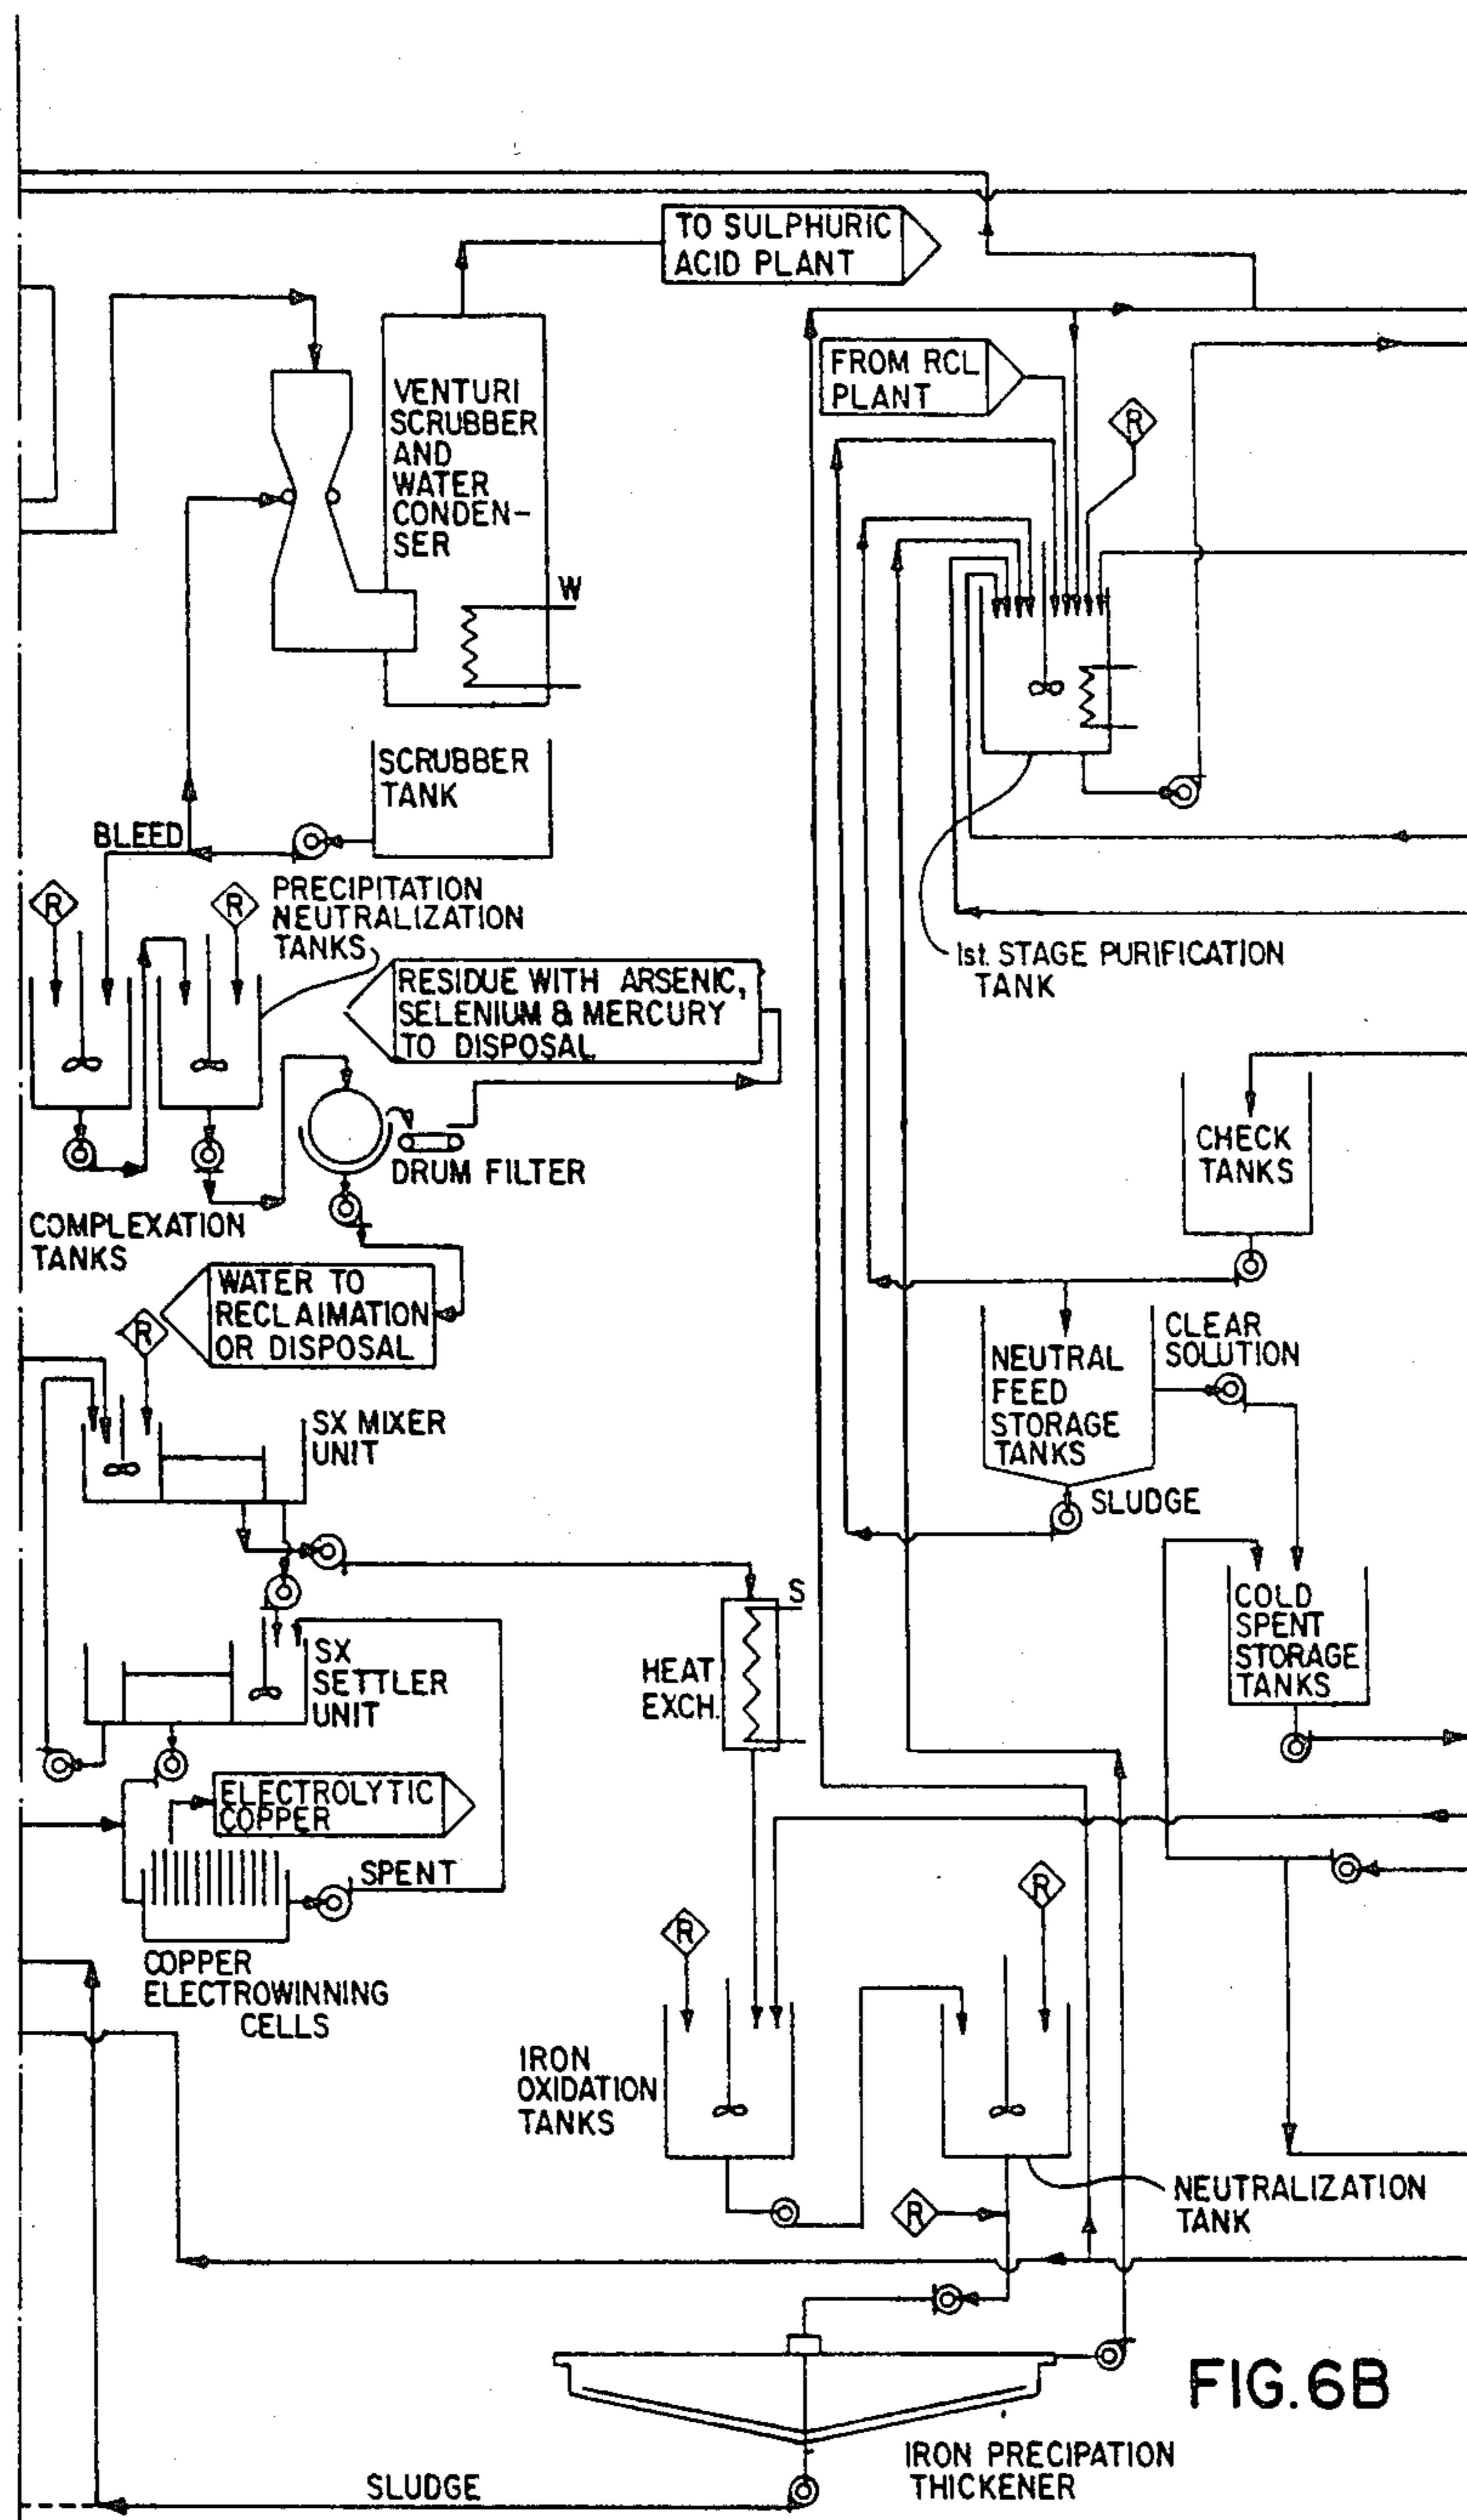 TO SULPHURIC
ACID PLANT
FROM RCL
PLANT
R
VENTURI
SCRUBBER
AND
WATER
CONDEN-
SER
W
SCRUBBER
TANK
BLEED
R
R
PRECIPITATION
NEUTRALIZATION
TANKS
1st. STAGE PURIFICATION
TANK
RESIDUE WITH ARSENIC,
SELENIUM & MERCURY
TO DISPOSAL
CHECK
TANKS
DRUM FILTER
COMPLEXATION
TANKS
WATER TO
RECLAIMATION
OR DISPOSAL
R
CLEAR
SOLUTION
NEUTRAL
FEED
STORAGE
TANKS
SX MIXER
UNIT
SLUDGE
S
COLD
SPENT
STORAGE
TANKS
HEAT
EXCH.
SX
SETTLER
UNIT
ELECTROLYTIC
COPPER
SPENT
R
R
COPPER
ELECTROWINNING
CELLS
IRON
OXIDATION
TANKS
R
NEUTRALIZATION
TANK
FIG.6B
IRON PRECIPATION
THICKENER
SLUDGE